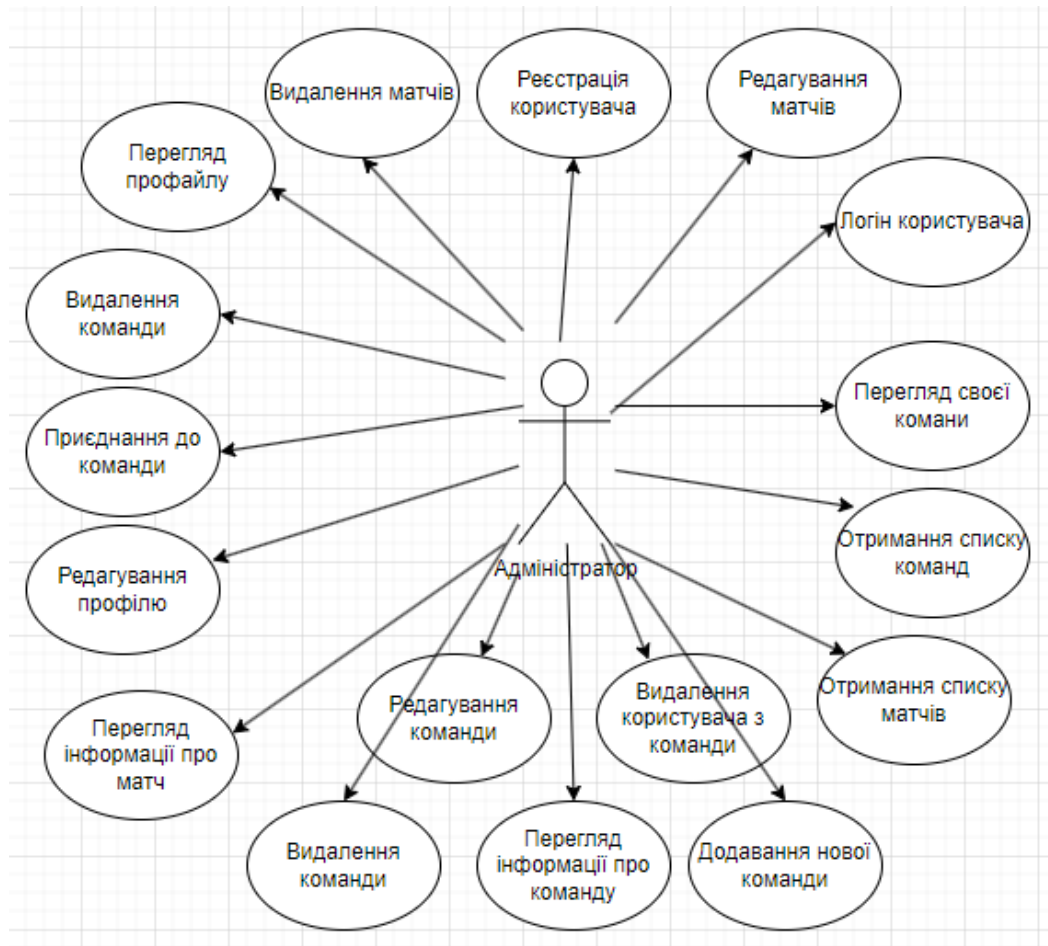 Видалення матчів
Реєстрація
користувача
Редагування
матчів
Перегляд
профайлу
Логін користувача
Видалення
команди
Перегляд своєї
комани
Приєднання до
команди
Отримання списку
команд
Редагування
профілю
Адміністратор
Отримання списку
матчів
Редагування
команди
Видалення
користувача з
команди
Перегляд
інформації про
матч
Видалення
команди
Перегляд
інформації про
команду
Додавання нової
команди